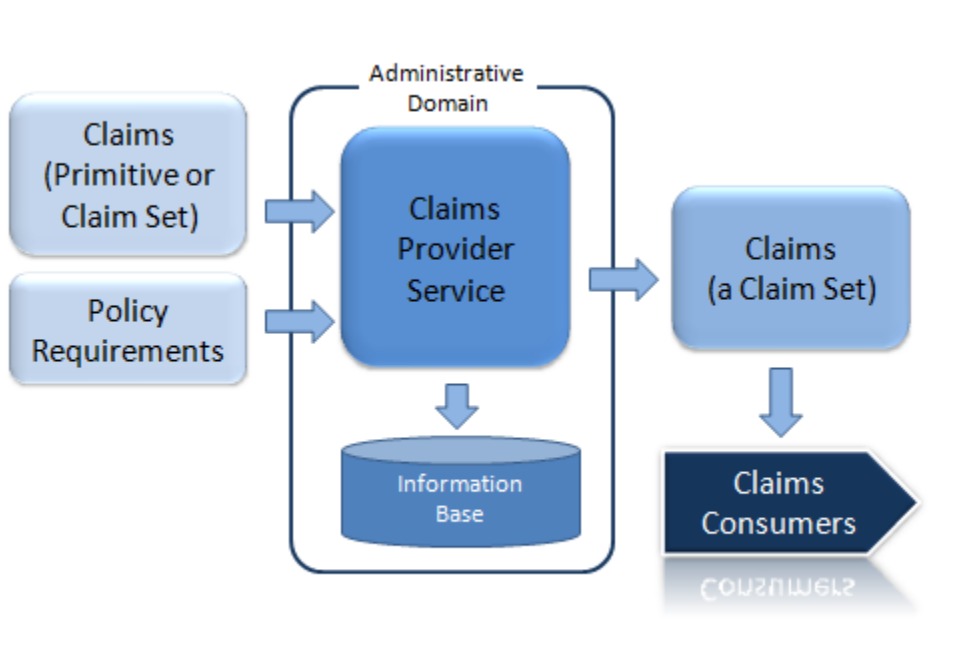 Administrative
Domain
Claims
(Primitive or
Claim Set)
Policy
Requirements
Claims
Provider
Service
Information
Base
Claims
(a Claim Set)
Claims
Consumers